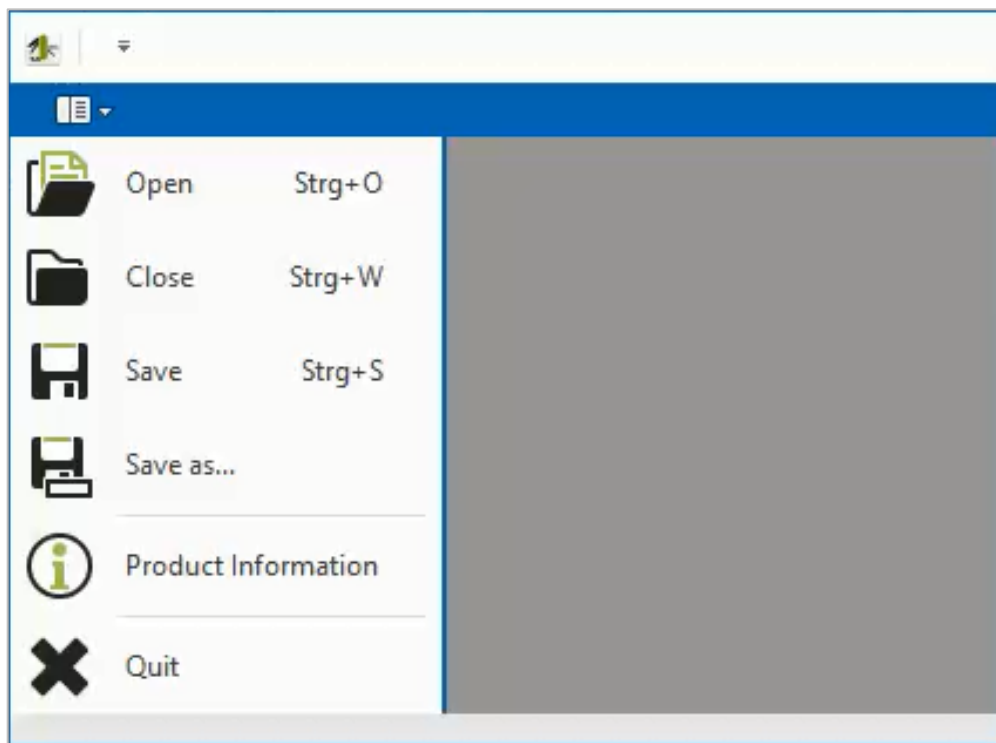 Open Strg+O
Close Strg+W
Save Strg+S
Save as...
Product Information
Quit